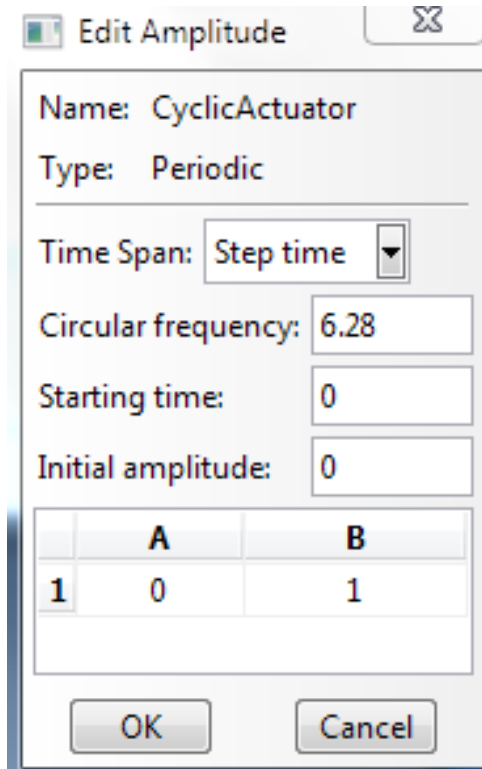 Edit Amplitude
Name: CyclicActuator
Type: Periodic
Time Span: Step time
Circular frequency: 6.28
Starting time: 0
Initial amplitude: 0
A B
1 0 1
OK Cancel